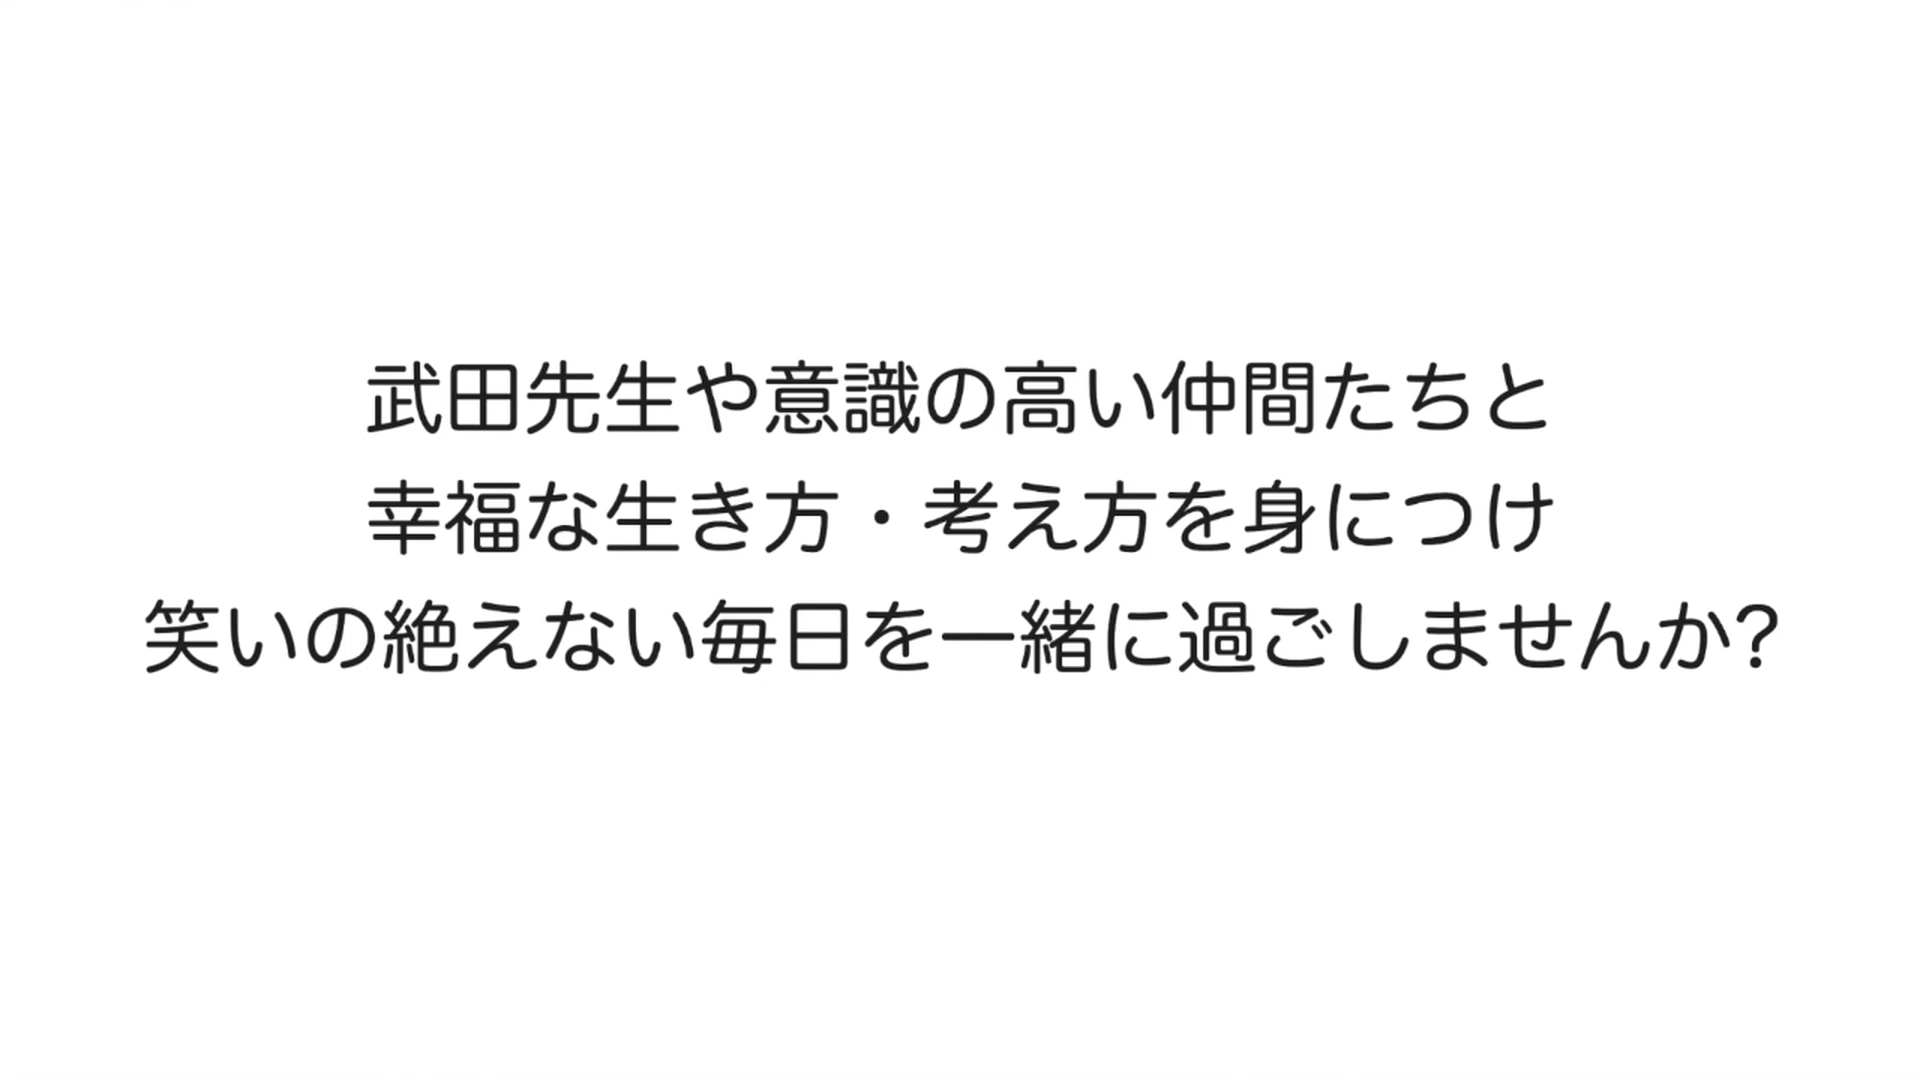 武田先生や意識の高い仲間たちと
幸福な生き方・考え方を身につけ
笑いの絶えない毎日を一緒に過ごしませんか?